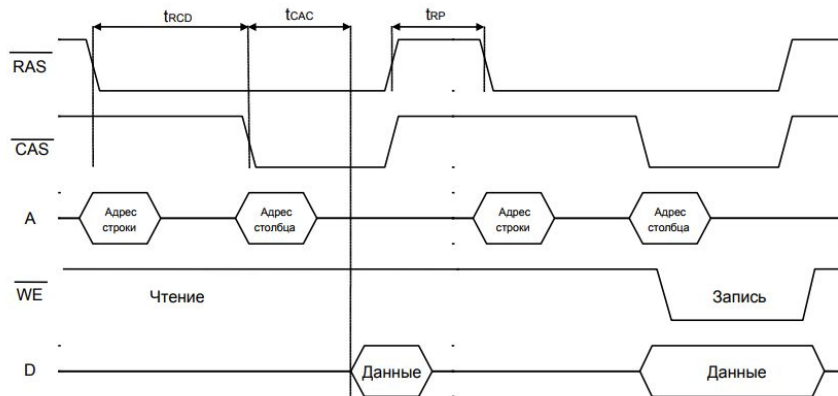 tRCD tCAC tRP
RAS
CAS
A Адрес строки Адрес столбца Адрес строки Адрес столбца
WE Чтение Запись
D Данные Данные